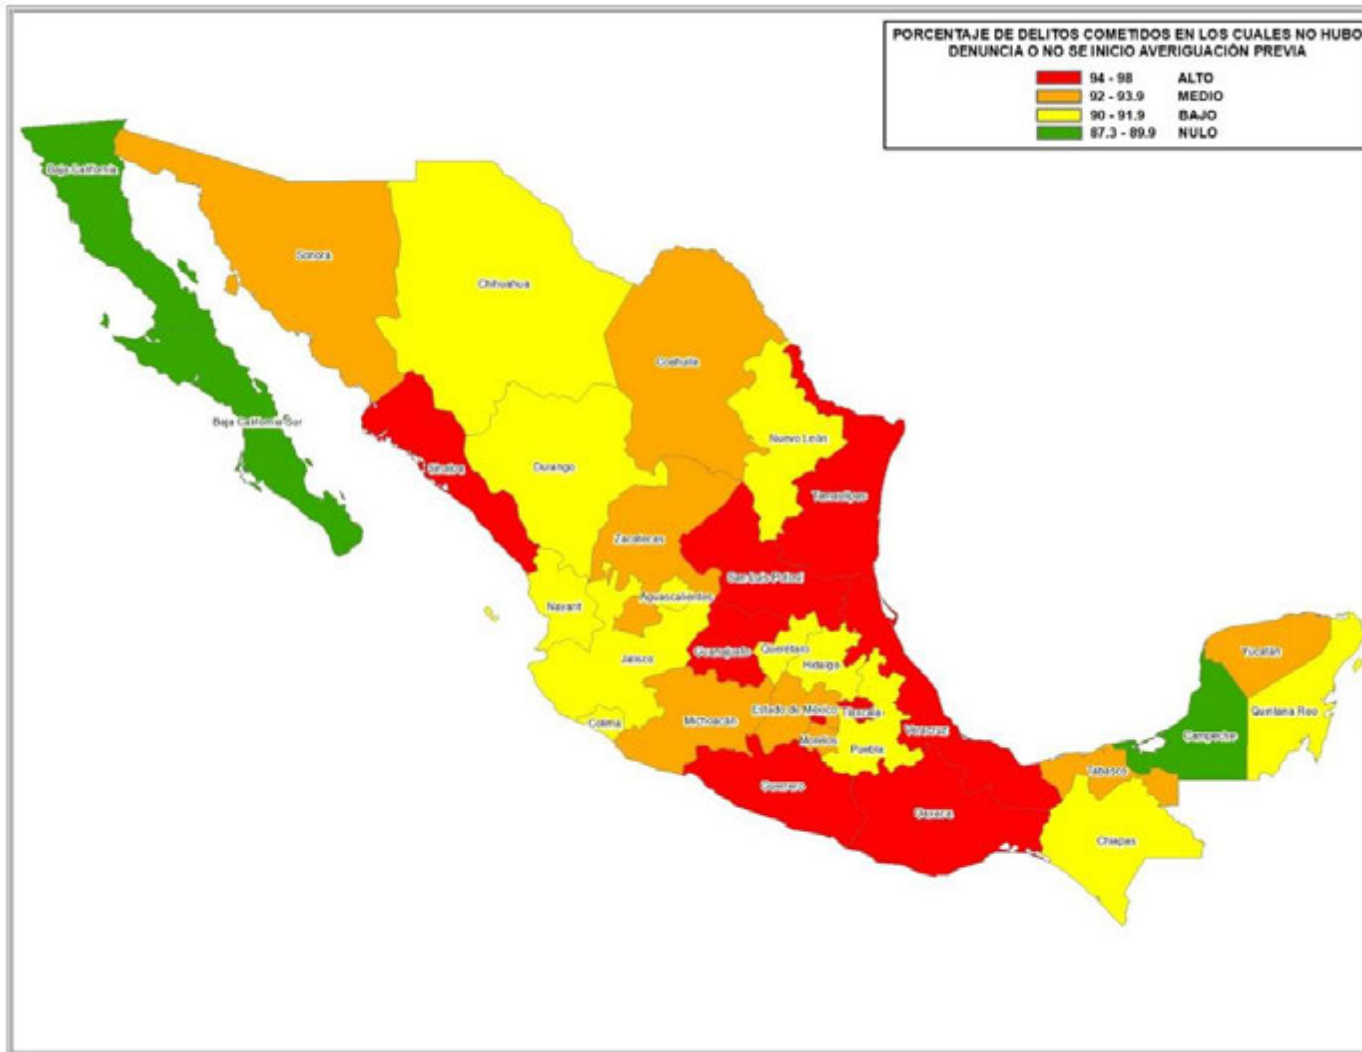 PORCENTAJE DE DELITOS COMETIDOS EN LOS CUALES NO HUBO
DENUNCIA O NO SE INICIO AVERIGUACIÓN PREVIA
94 - 98 ALTO
92 - 93.9 MEDIO
90 - 91.9 BAJO
87.3 - 89.9 NULO
Baja California
Sonora
Chihuahua
Coahuila
Baja California Sur
Nuevo León
Sinaloa
Durango
Tamaulipas
Zacatecas
San Luis Potosí
Aguascalientes
Nayarit
Guanajuato
Querétaro
Jalisco
Hidalgo
Yucatán
Estado de México
Tlaxcala
Quintana Roo
Colima
Michoacán
Veracruz
Campeche
Morelos
Puebla
Tabasco
Guerrero
Oaxaca
Chiapas